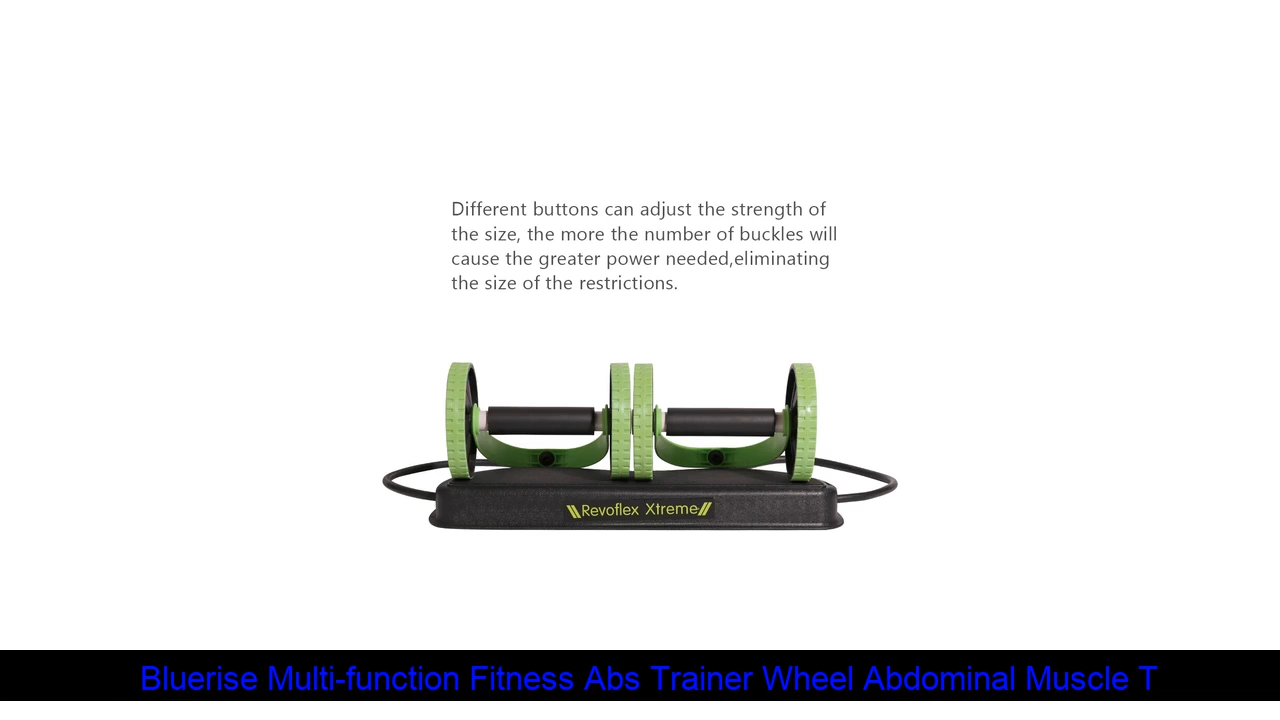 Different buttons can adjust the strength of
the size, the more the number of buckles will
cause the greater power needed,eliminating
the size of the restrictions.
Revoflex Xtreme
Bluerise Multi-function Fitness Abs Trainer Wheel Abdominal Muscle T